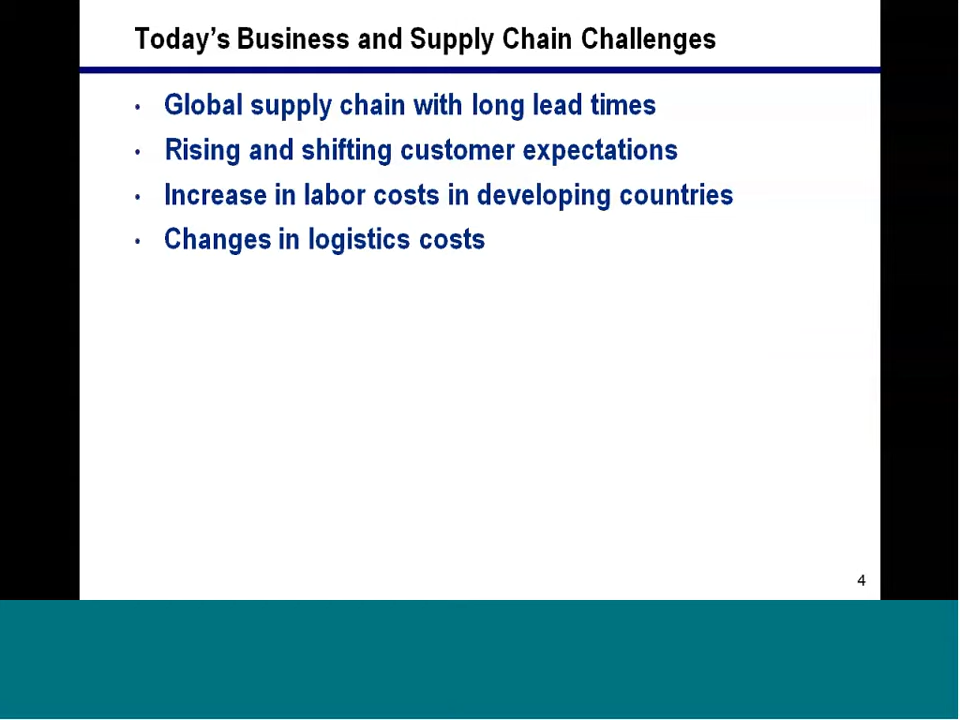 Today’s Business and Supply Chain Challenges
• Global supply chain with long lead times
• Rising and shifting customer expectations
• Increase in labor costs in developing countries
• Changes in logistics costs
4